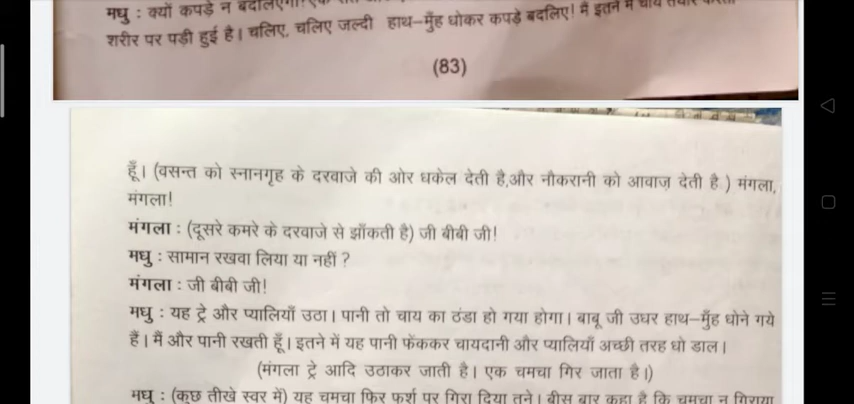 मधु : क्यों कपड़े न बदलिएगा!
शरीर पर पड़ी हुई है। चलिए, चलिए जल्दी हाथ–मुँह धोकर कपड़े बदलिए! मैं इतने में चाय तैयार करती
(83)
हूँ। (वसन्त को स्नानगृह के दरवाजे की ओर धकेल देती है,और नौकरानी को आवाज़ देती है ) मंगला,
मंगला!
मंगला : (दूसरे कमरे के दरवाजे से झाँकती है) जी बीबी जी!
मधु : सामान रखवा लिया या नहीं ?
मंगला : जी बीबी जी!
मधु : यह ट्रे और प्यालियाँ उठा। पानी तो चाय का ठंडा हो गया होगा। बाबू जी उधर हाथ–मुँह धोने गये
हैं। मैं और पानी रखती हूँ। इतने में यह पानी फेंककर चायदानी और प्यालियाँ अच्छी तरह धो डाल।
(मंगला ट्रे आदि उठाकर जाती है। एक चमचा गिर जाता है।)
मधु : (कुछ तीखे स्वर में) यह चमचा फिर फर्श पर गिरा दिया तूने। बीस बार कहा है कि चमचा न गिराया